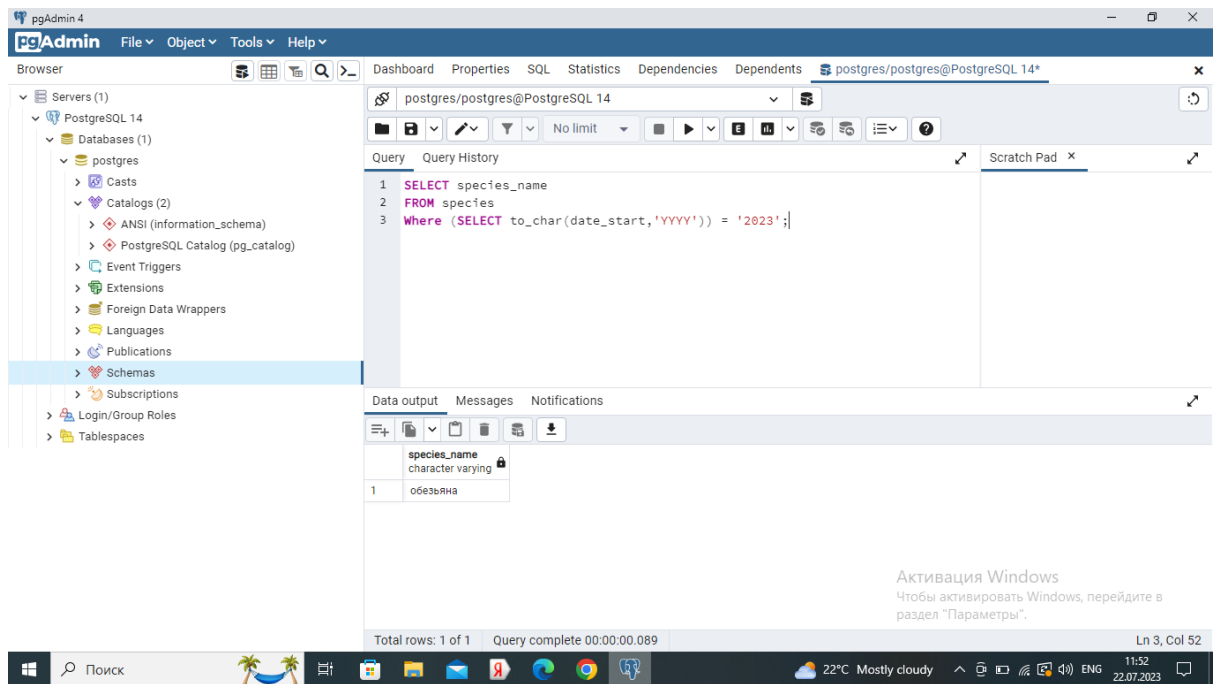 pgAdmin 4
pgAdmin File Object Tools Help
Browser
Servers (1)
PostgreSQL 14
Databases (1)
postgres
Casts
Catalogs (2)
ANSI (information_schema)
PostgreSQL Catalog (pg_catalog)
Event Triggers
Extensions
Foreign Data Wrappers
Languages
Publications
Schemas
Subscriptions
Login/Group Roles
Tablespaces
Dashboard Properties SQL Statistics Dependencies Dependents postgres/postgres@PostgreSQL 14*
postgres/postgres@PostgreSQL 14
No limit
Query Query History
Scratch Pad
1 SELECT species_name
2 FROM species
3 Where (SELECT to_char(date_start,'YYYY')) = '2023';
Data output Messages Notifications
species_name
character varying
1 обезьяна
Активация Windows
Чтобы активировать Windows, перейдите в
раздел "Параметры".
Total rows: 1 of 1 Query complete 00:00:00.089 Ln 3, Col 52
Поиск
Я
22°C Mostly cloudy ENG
11:52
22.07.2023